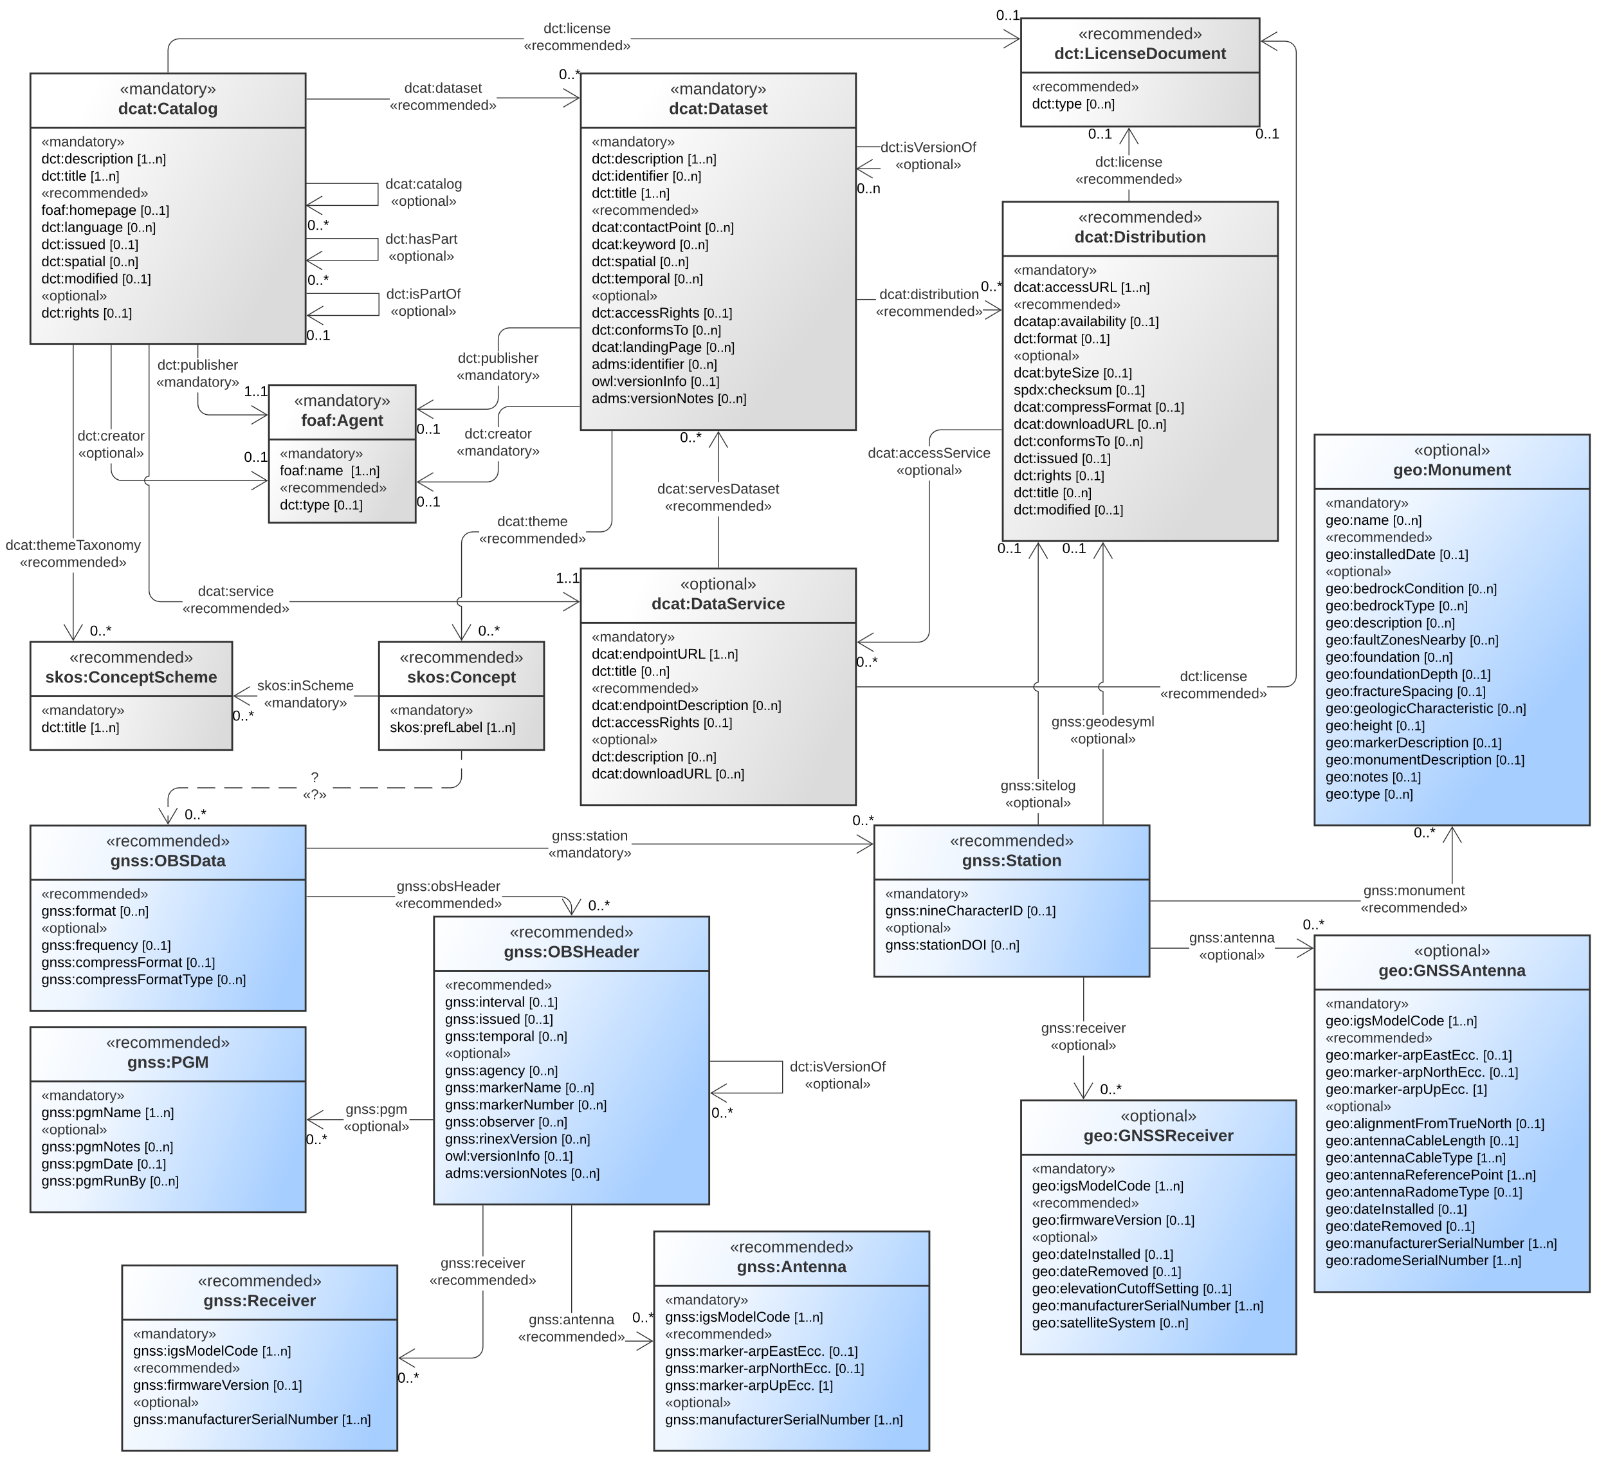 0..1
dct:license
«recommended»
«recommended»
dct:LicenseDocument
«recommended»
dct:type [0..n]
0..1
0..1
«mandatory»
dcat:Catalog
«mandatory»
dct:description [1..n]
dct:title [1..n]
«recommended»
foaf:homepage [0..1]
dct:language [0..n]
dct:issued [0..1]
dct:spatial [0..n]
dct:modified [0..1]
«optional»
dct:rights [0..1]
dcat:dataset
«recommended»
0..*
dcat:catalog
«optional»
0..*
dct:hasPart
«optional»
0..*
dct:isPartOf
«optional»
0..1
«mandatory»
dcat:Dataset
«mandatory»
dct:description [1..n]
dct:identifier [0..n]
dct:title [1..n]
«recommended»
dcat:contactPoint [0..n]
dcat:keyword [0..n]
dct:spatial [0..n]
dct:temporal [0..n]
«optional»
dct:accessRights [0..1]
dct:conformsTo [0..n]
dcat:landingPage [0..n]
adms:identifier [0..n]
owl:versionInfo [0..1]
adms:versionNotes [0..n]
dct:isVersionOf
«optional»
0..n
dct:license
«recommended»
«recommended»
dcat:Distribution
«mandatory»
dcat:accessURL [1..n]
«recommended»
dcatap:availability [0..1]
dct:format [0..1]
«optional»
dcat:byteSize [0..1]
spdx:checksum [0..1]
dcat:compressFormat [0..1]
dcat:downloadURL [0..n]
dct:conformsTo [0..n]
dct:issued [0..1]
dct:rights [0..1]
dct:title [0..n]
dct:modified [0..1]
dcat:distribution
«recommended»
0..*
dct:publisher
«mandatory»
1..1
dct:publisher
«mandatory»
0..1
«mandatory»
foaf:Agent
«mandatory»
foaf:name [1..n]
«recommended»
dct:type [0..1]
dct:creator
«optional»
0..1
dct:creator
«mandatory»
0..1
0..*
dcat:servesDataset
«recommended»
dcat:accessService
«optional»
0..*
dcat:theme
«recommended»
0..*
dcat:themeTaxonomy
«recommended»
0..*
dcat:service
«recommended»
1..1
0..1
0..1
«optional»
dcat:DataService
«mandatory»
dcat:endpointURL [1..n]
dct:title [0..n]
«recommended»
dcat:endpointDescription [0..n]
dct:accessRights [0..1]
«optional»
dct:description [0..n]
dcat:downloadURL [0..n]
dct:license
«recommended»
«optional»
geo:Monument
«mandatory»
geo:name [0..n]
«recommended»
geo:installedDate [0..1]
«optional»
geo:bedrockCondition [0..n]
geo:bedrockType [0..n]
geo:description [0..n]
geo:faultZonesNearby [0..n]
geo:foundation [0..n]
geo:foundationDepth [0..1]
geo:fractureSpacing [0..1]
geo:geologicCharacteristic [0..n]
geo:height [0..1]
geo:markerDescription [0..1]
geo:monumentDescription [0..1]
geo:notes [0..1]
geo:type [0..n]
0..*
«recommended»
skos:ConceptScheme
«mandatory»
dct:title [1..n]
skos:inScheme
«mandatory»
0..*
«recommended»
skos:Concept
«mandatory»
skos:prefLabel [1..n]
?
«?»
0..*
gnss:geodesyml
«optional»
gnss:sitelog
«optional»
«recommended»
gnss:OBSData
«recommended»
gnss:format [0..n]
«optional»
gnss:frequency [0..1]
gnss:compressFormat [0..1]
gnss:compressFormatType [0..n]
gnss:station
«mandatory»
0..*
«recommended»
gnss:Station
«mandatory»
gnss:nineCharacterID [0..1]
«optional»
gnss:stationDOI [0..n]
gnss:monument
«recommended»
gnss:antenna
«optional»
0..*
gnss:obsHeader
«recommended»
0..*
«recommended»
gnss:OBSHeader
«recommended»
gnss:interval [0..1]
gnss:issued [0..1]
gnss:temporal [0..n]
«optional»
gnss:agency [0..n]
gnss:markerName [0..n]
gnss:markerNumber [0..n]
gnss:observer [0..n]
gnss:rinexVersion [0..n]
owl:versionInfo [0..1]
adms:versionNotes [0..n]
dct:isVersionOf
«optional»
0..*
«recommended»
gnss:PGM
«mandatory»
gnss:pgmName [1..n]
«optional»
gnss:pgmNotes [0..n]
gnss:pgmDate [0..1]
gnss:pgmRunBy [0..n]
gnss:pgm
«optional»
0..*
gnss:receiver
«optional»
0..*
«optional»
geo:GNSSReceiver
«mandatory»
geo:igsModelCode [1..n]
«recommended»
geo:firmwareVersion [0..1]
«optional»
geo:dateInstalled [0..1]
geo:dateRemoved [0..1]
geo:elevationCutoffSetting [0..1]
geo:manufacturerSerialNumber [1..n]
geo:satelliteSystem [0..n]
«optional»
geo:GNSSAntenna
«mandatory»
geo:igsModelCode [1..n]
«recommended»
geo:marker-arpEastEcc. [0..1]
geo:marker-arpNorthEcc. [0..1]
geo:marker-arpUpEcc. [1]
«optional»
geo:alignmentFromTrueNorth [0..1]
geo:antennaCableLength [0..1]
geo:antennaCableType [1..n]
geo:antennaReferencePoint [1..n]
geo:antennaRadomeType [0..1]
geo:dateInstalled [0..1]
geo:dateRemoved [0..1]
geo:manufacturerSerialNumber [1..n]
geo:radomeSerialNumber [1..n]
gnss:receiver
«recommended»
0..*
gnss:antenna
«recommended»
0..*
«recommended»
gnss:Receiver
«mandatory»
gnss:igsModelCode [1..n]
«recommended»
gnss:firmwareVersion [0..1]
«optional»
gnss:manufacturerSerialNumber [1..n]
«recommended»
gnss:Antenna
«mandatory»
gnss:igsModelCode [1..n]
«recommended»
gnss:marker-arpEastEcc. [0..1]
gnss:marker-arpNorthEcc. [0..1]
gnss:marker-arpUpEcc. [1]
«optional»
gnss:manufacturerSerialNumber [1..n]